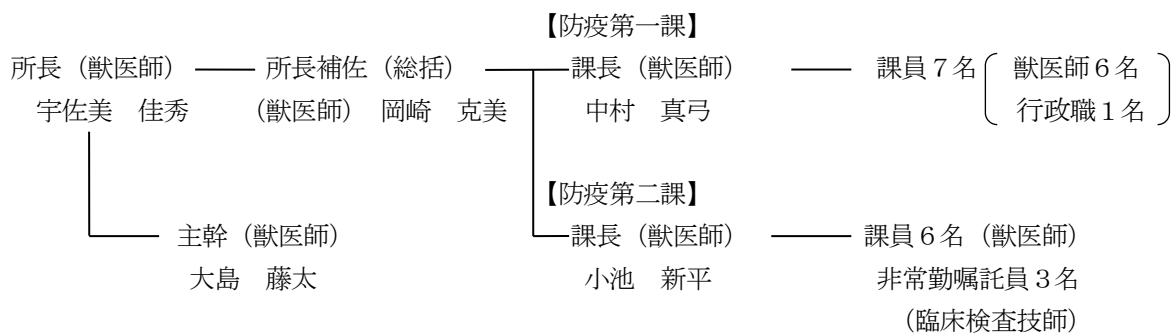 【防疫第一課】
所長（獣医師） 所長補佐（総括） 課長（獣医師） 課員７名 獣医師６名
宇佐美 佳秀 （獣医師） 岡崎 克美 中村 真弓 行政職１名
【防疫第二課】
主幹（獣医師） 課長（獣医師） 課員６名（獣医師）
大島 藤太 小池 新平 非常勤嘱託員３名
（臨床検査技師）